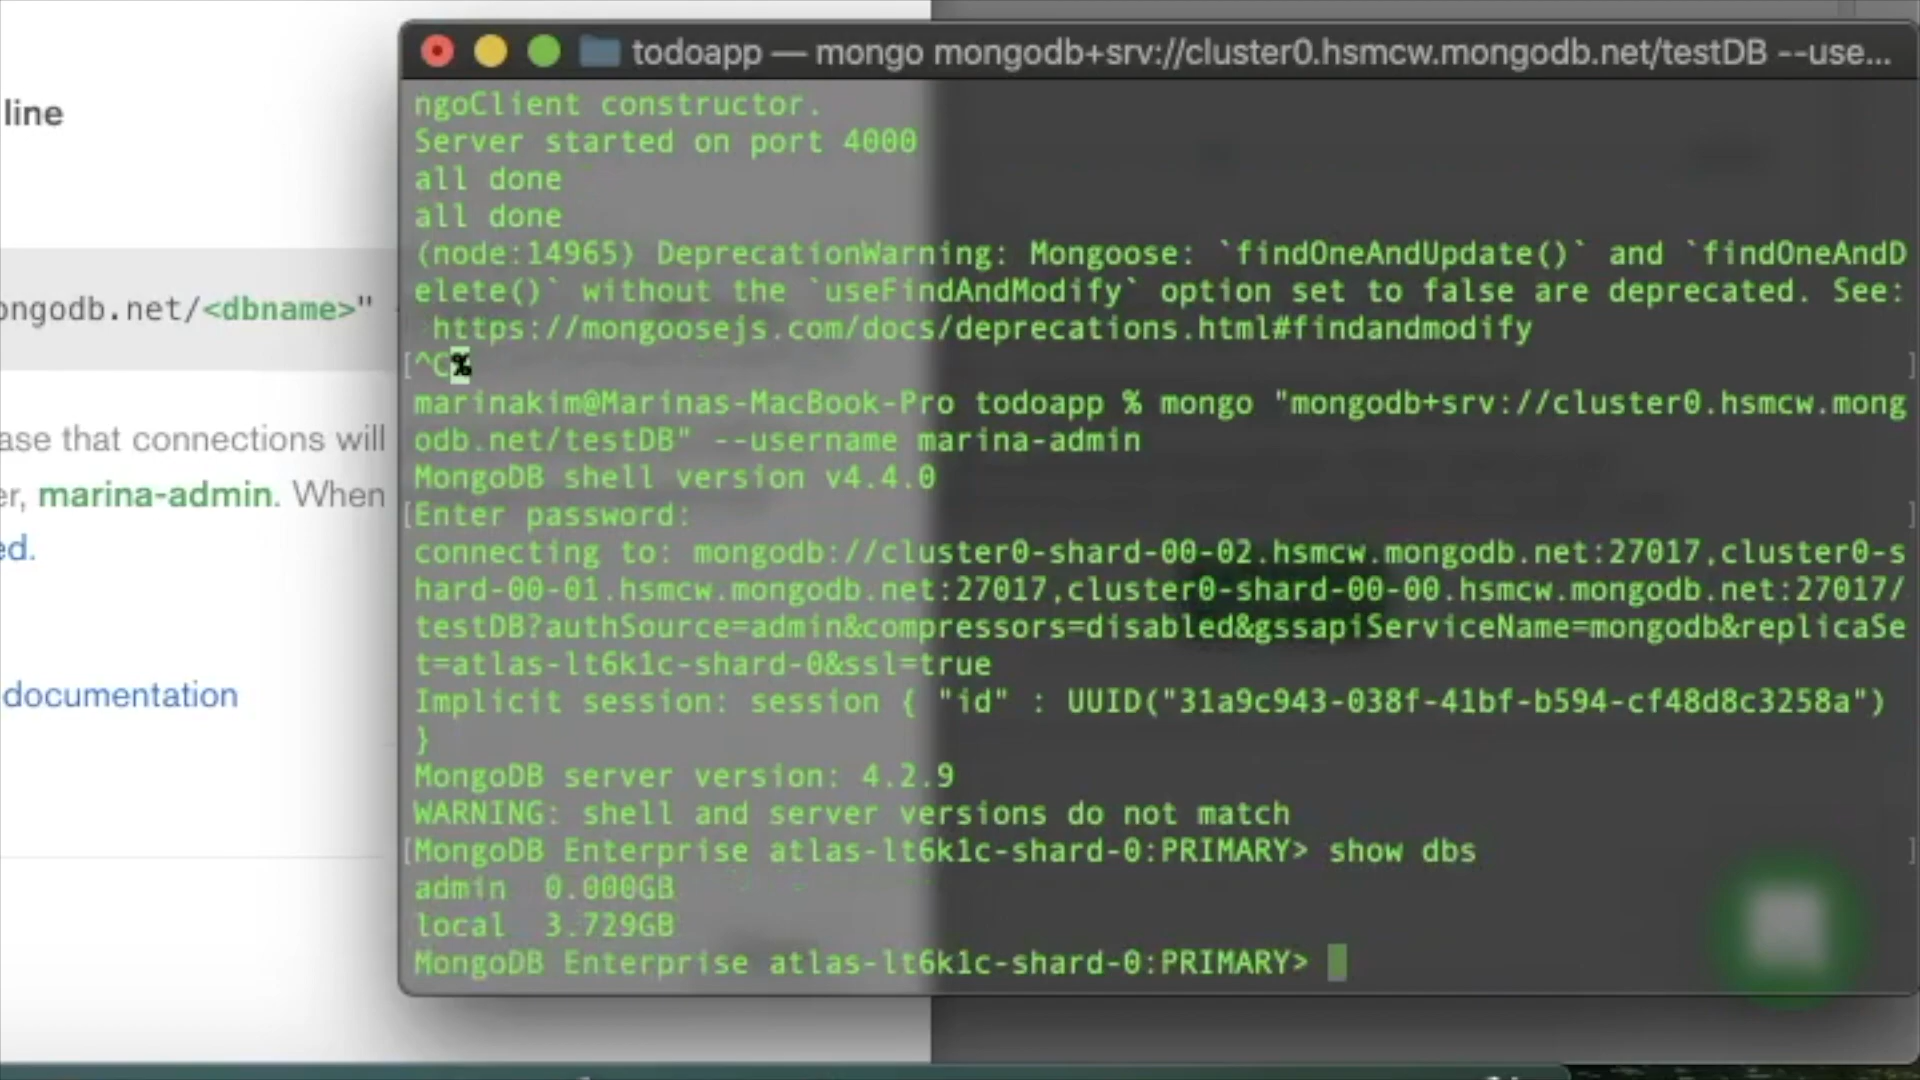 line
ongodb.net/<dbname>"
ase that connections will
er, marina-admin. When
ed.
documentation
todoapp — mongo mongodb+srv://cluster0.hsmcw.mongodb.net/testDB --use...
ngoClient constructor.
Server started on port 4000
all done
all done
(node:14965) DeprecationWarning: Mongoose: `findOneAndUpdate()` and `findOneAndD
elete()` without the `useFindAndModify` option set to false are deprecated. See:
https://mongoosejs.com/docs/deprecations.html#findandmodify
[^C% ]
marinakim@Marinas-MacBook-Pro todoapp % mongo "mongodb+srv://cluster0.hsmcw.mong
odb.net/testDB" --username marina-admin
MongoDB shell version v4.4.0
[Enter password: ]
connecting to: mongodb://cluster0-shard-00-02.hsmcw.mongodb.net:27017,cluster0-s
hard-00-01.hsmcw.mongodb.net:27017,cluster0-shard-00-00.hsmcw.mongodb.net:27017/
testDB?authSource=admin&compressors=disabled&gssapiServiceName=mongodb&replicaSe
t=atlas-lt6k1c-shard-0&ssl=true
Implicit session: session { "id" : UUID("31a9c943-038f-41bf-b594-cf48d8c3258a")
}
MongoDB server version: 4.2.9
WARNING: shell and server versions do not match
[MongoDB Enterprise atlas-lt6k1c-shard-0:PRIMARY> show dbs ]
admin  0.000GB
local  3.729GB
MongoDB Enterprise atlas-lt6k1c-shard-0:PRIMARY>